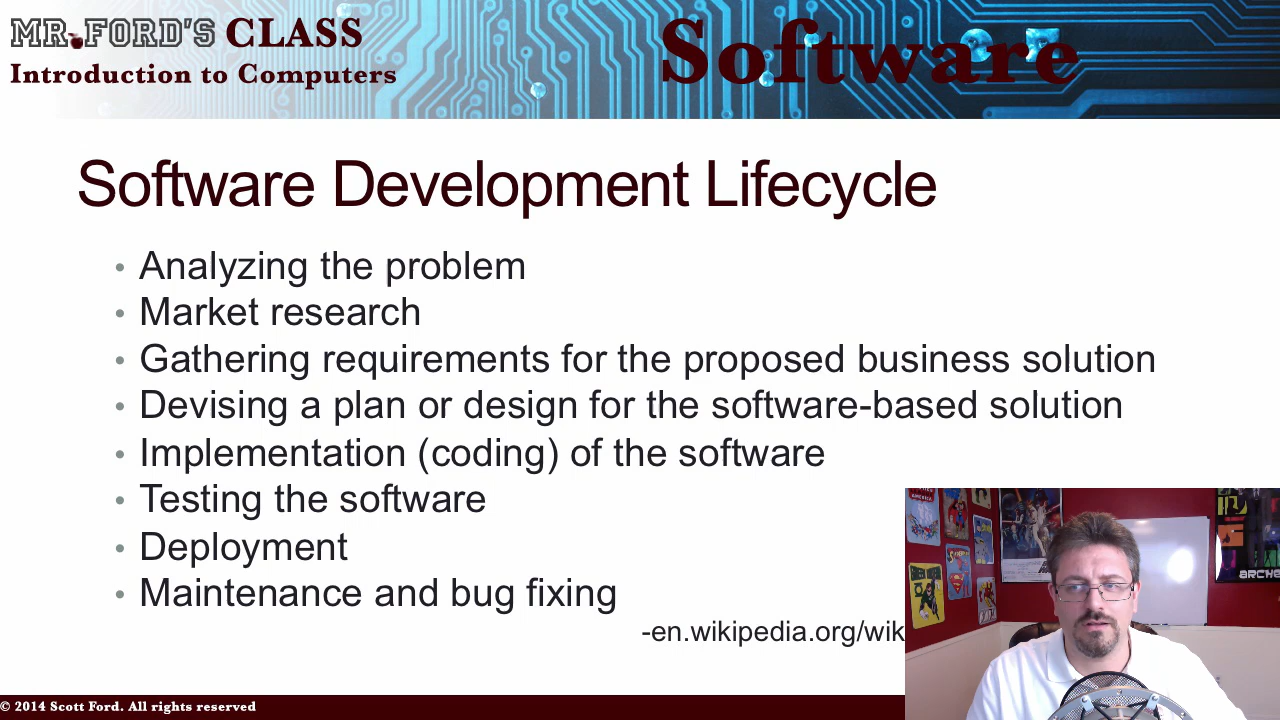 MR. FORD'S CLASS
Introduction to Computers
Software
Software Development Lifecycle
• Analyzing the problem
• Market research
• Gathering requirements for the proposed business solution
• Devising a plan or design for the software-based solution
• Implementation (coding) of the software
• Testing the software
• Deployment
• Maintenance and bug fixing
-en.wikipedia.org/wik
ARCHE
© 2014 Scott Ford. All rights reserved